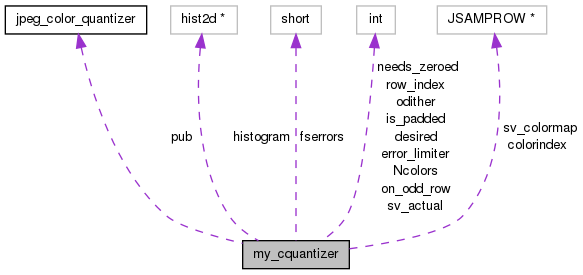 jpeg_color_quantizer
hist2d *
short
int
JSAMPROW *
needs_zeroed
row_index
odither
is_padded
desired
error_limiter
Ncolors
on_odd_row
sv_actual
pub
histogram
fserrors
sv_colormap
colorindex
my_cquantizer